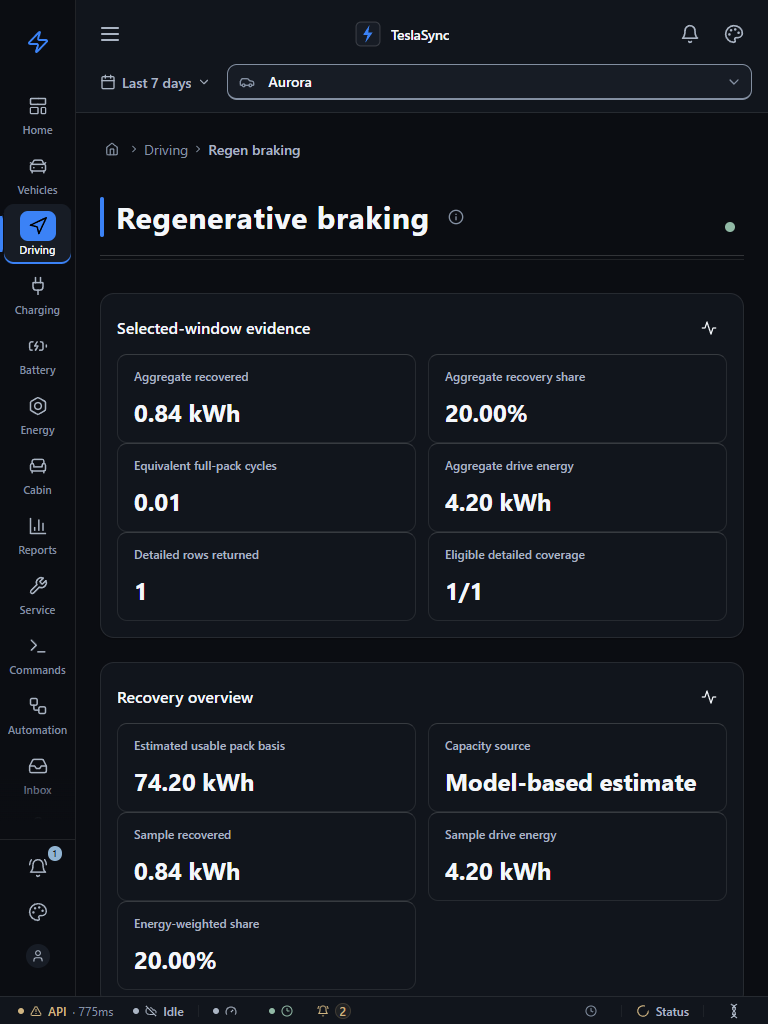 TeslaSync
Last 7 days
Aurora
Home
Vehicles
Driving
Charging
Battery
Energy
Cabin
Reports
Service
Commands
Automation
Inbox
1
Driving
Regen braking
Regenerative braking
Selected-window evidence
Aggregate recovered
0.84 kWh
Aggregate recovery share
20.00%
Equivalent full-pack cycles
0.01
Aggregate drive energy
4.20 kWh
Detailed rows returned
1
Eligible detailed coverage
1/1
Recovery overview
Estimated usable pack basis
74.20 kWh
Capacity source
Model-based estimate
Sample recovered
0.84 kWh
Sample drive energy
4.20 kWh
Energy-weighted share
20.00%
API · 775ms
Idle
2
Status